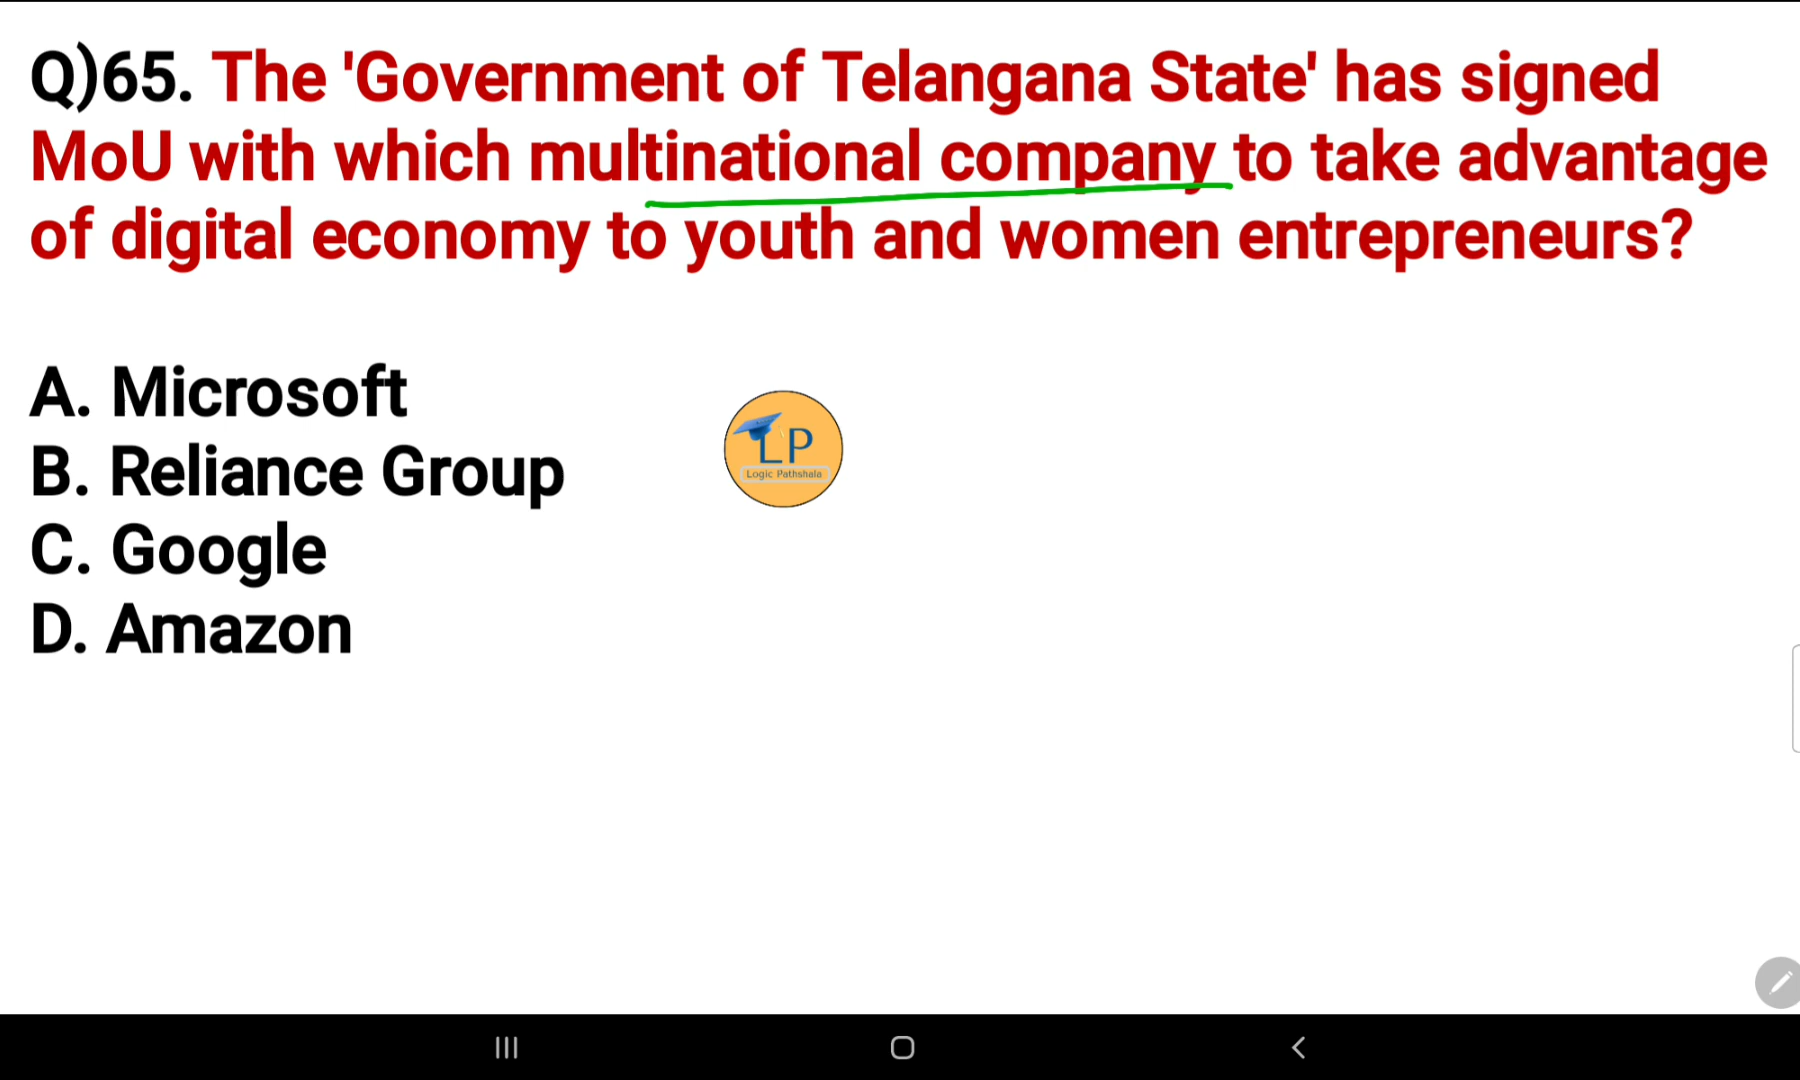 Q)65. The 'Government of Telangana State' has signed
MoU with which multinational company to take advantage
of digital economy to youth and women entrepreneurs?
A. Microsoft
B. Reliance Group
C. Google
D. Amazon
LP
Logic Pathshala